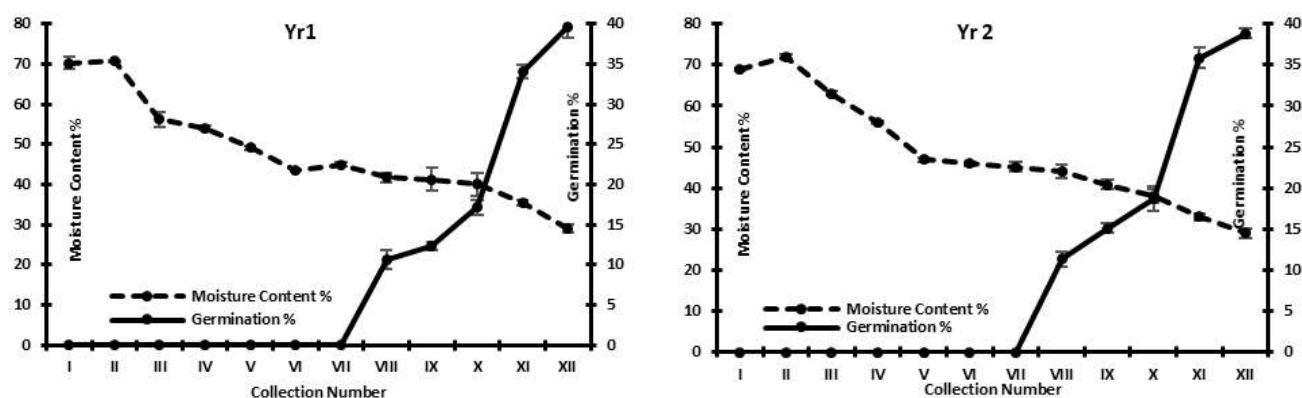 Yr1
80
70
60
50
40
30
20
10
0
Moisture Content %
40
35
30
25
20
15
10
5
0
Germination %
Moisture Content %
Germination %
I II III IV V VI VII VIII IX X XI XII
Collection Number
Yr 2
80
70
60
50
40
30
20
10
0
Moisture Content %
40
35
30
25
20
15
10
5
0
Germination %
Moisture Content %
Germination %
I II III IV V VI VII VIII IX X XI XII
Collection Number